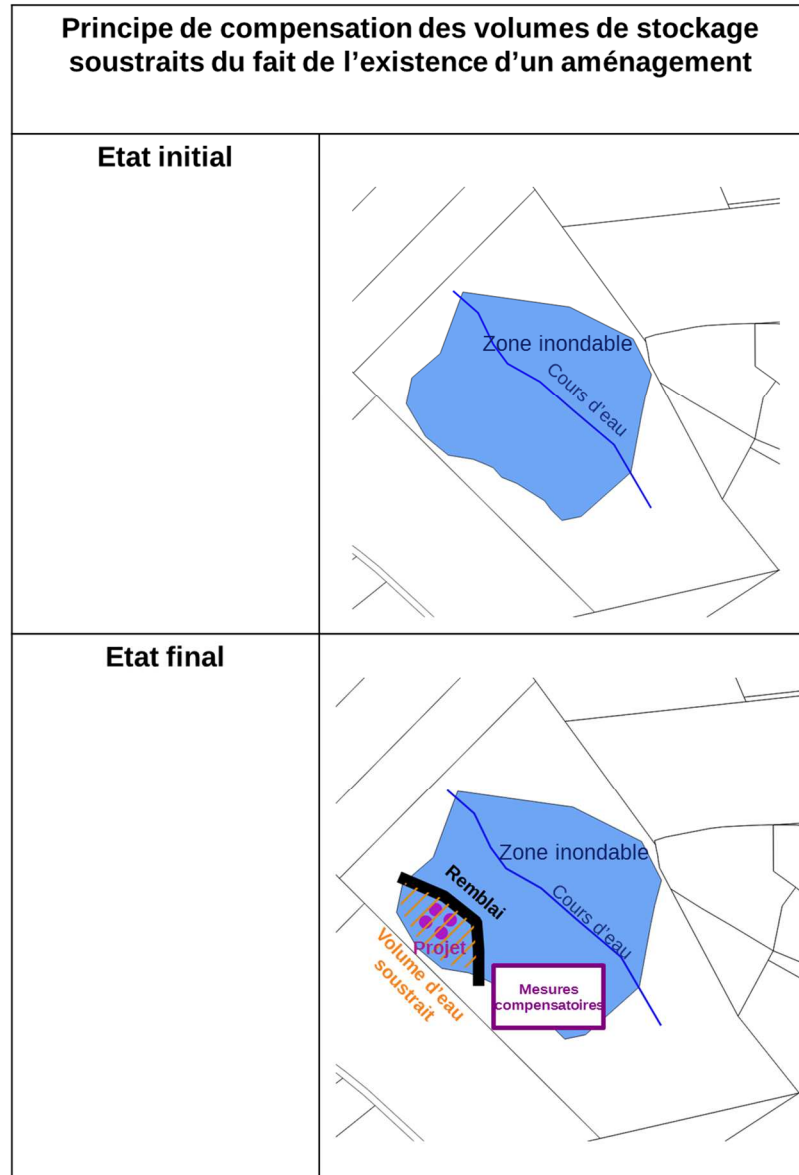 Principe de compensation des volumes de stockage
soustraits du fait de l'existence d'un aménagement
Etat initial
Zone inondable
Cours d'eau
Etat final
Zone inondable
Remblai
Cours d'eau
Projet
Volume d'eau
soustrait
Mesures
compensatoires